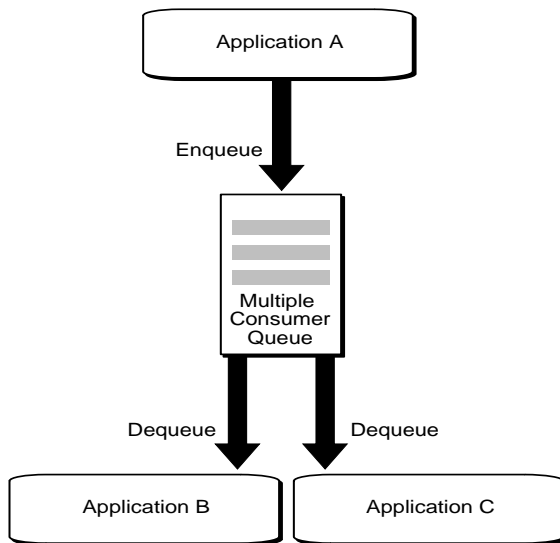 Application A
Enqueue
Multiple
Consumer
Queue
Dequeue
Dequeue
Application B
Application C